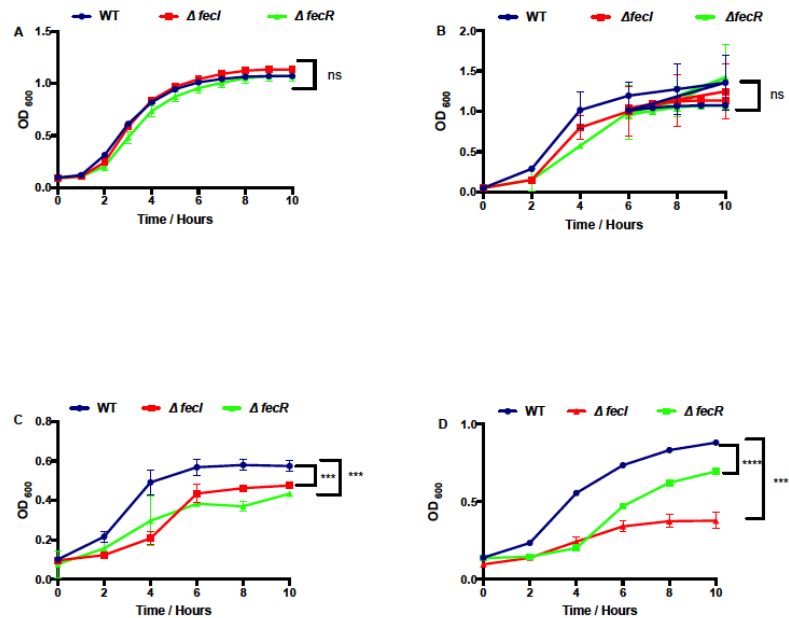 A
WT Δ fecI Δ fecR
1.5
1.0
0.5
0.0
OD 600
0 2 4 6 8 10
Time / Hours
ns
B
WT ΔfecI ΔfecR
2.0
1.5
1.0
0.5
0.0
OD 600
0 2 4 6 8 10
Time / Hours
ns
C
WT Δ fecI Δ fecR
0.8
0.6
0.4
0.2
0.0
OD 600
0 2 4 6 8 10
Time / Hours
*** ***
D
WT Δ fecI Δ fecR
1.0
0.5
0.0
OD 600
0 2 4 6 8 10
Time / Hours
**** ***